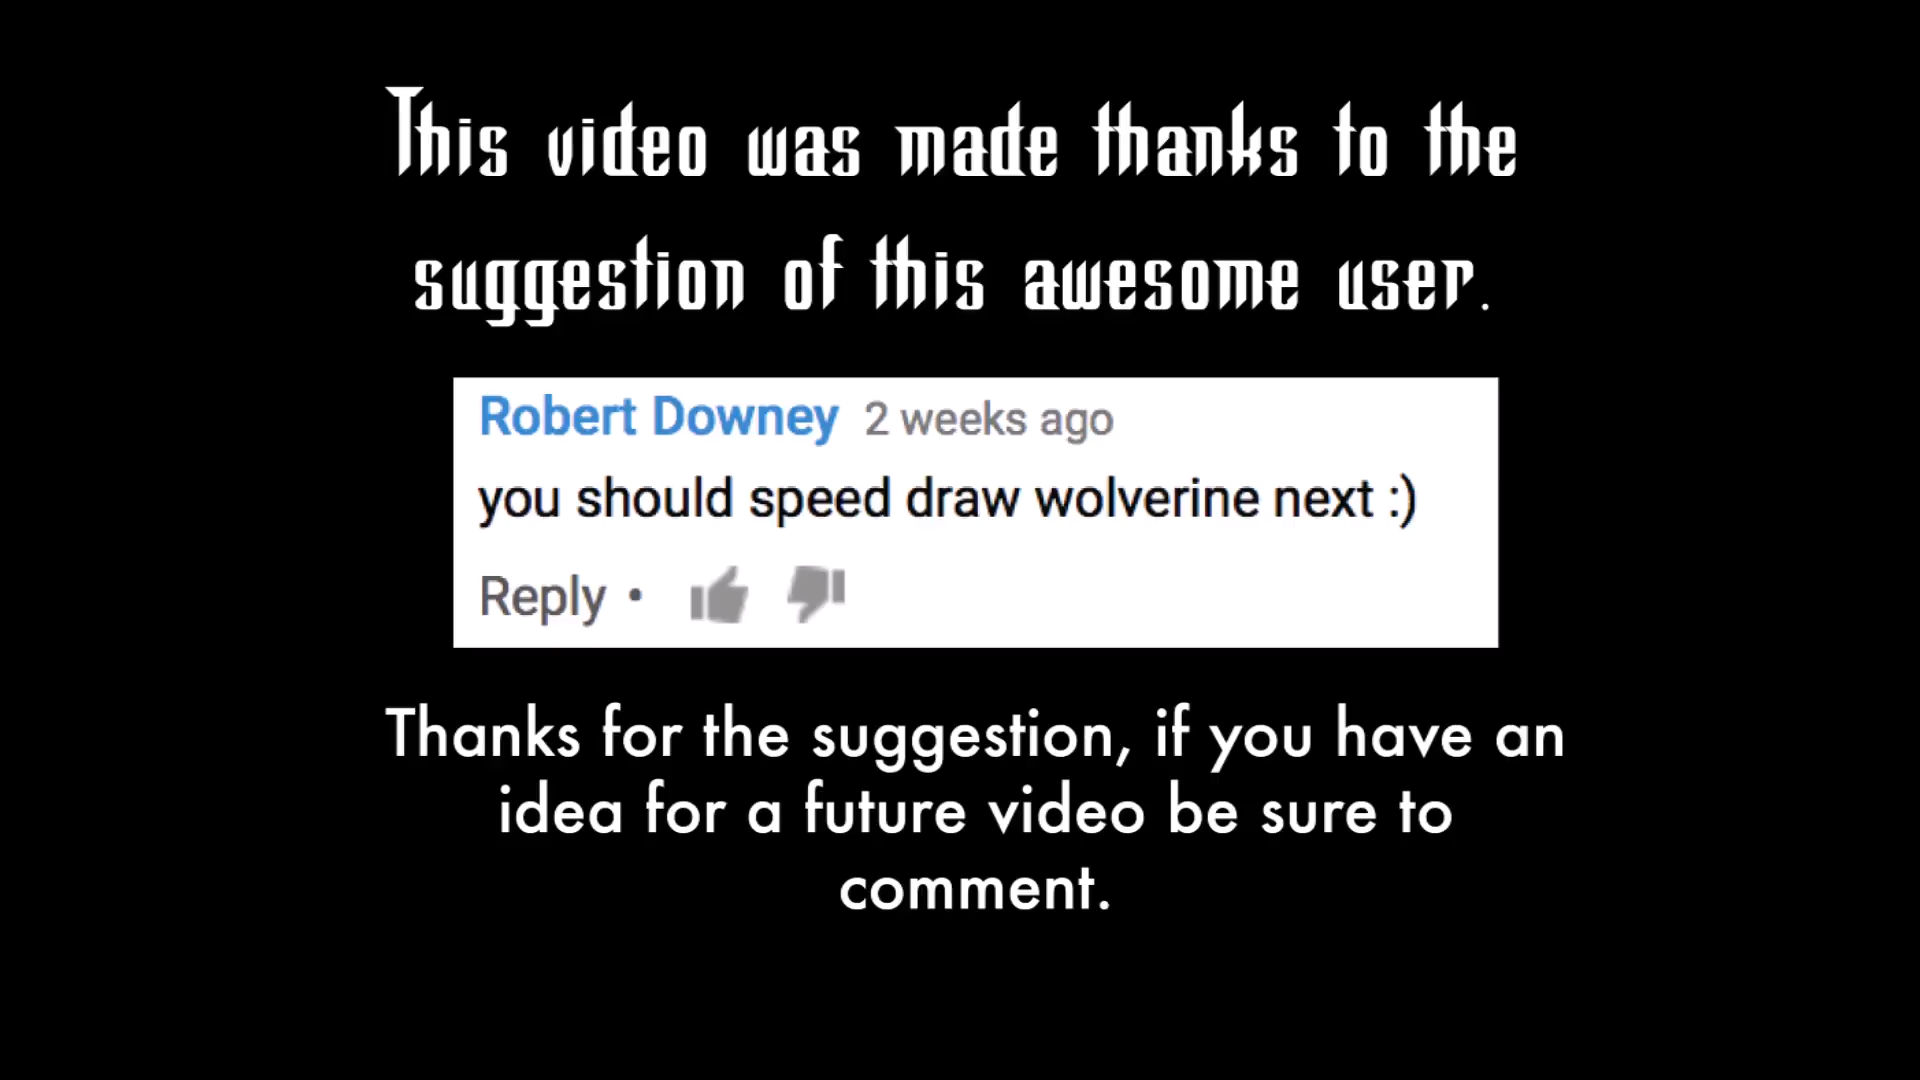 This video was made thanks to the
suggestion of this awesome user.
Robert Downey 2 weeks ago
you should speed draw wolverine next :)
Reply •
Thanks for the suggestion, if you have an
idea for a future video be sure to
comment.